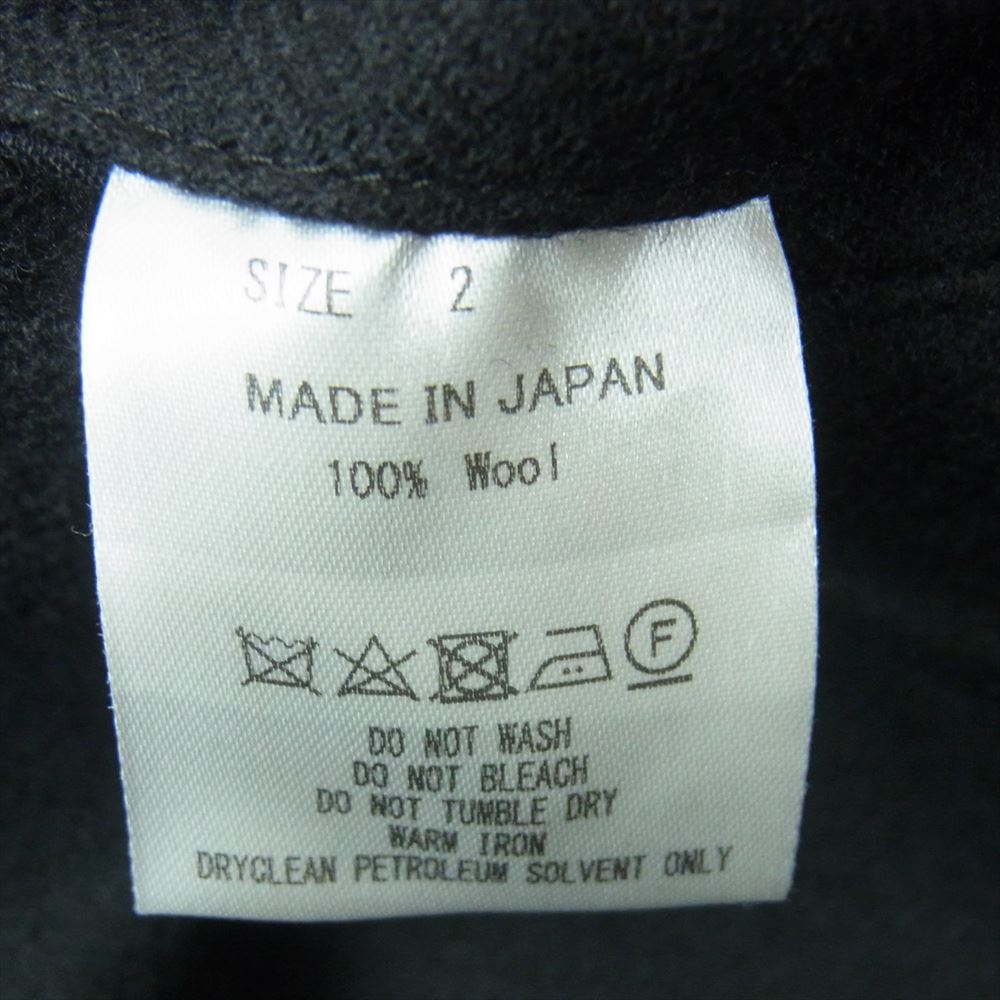 SIZE 2
MADE IN JAPAN
100% Wool
F
DO NOT WASH
DO NOT BLEACH
DO NOT TUMBLE DRY
WARM IRON
DRYCLEAN PETROLEUM SOLVENT ONLY